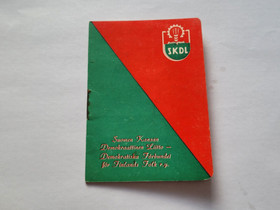 SKDL
Suomen Kansan
Demokraattinen Liitto —
Demokratiska Förbundet
för Finlands Folk r.y.